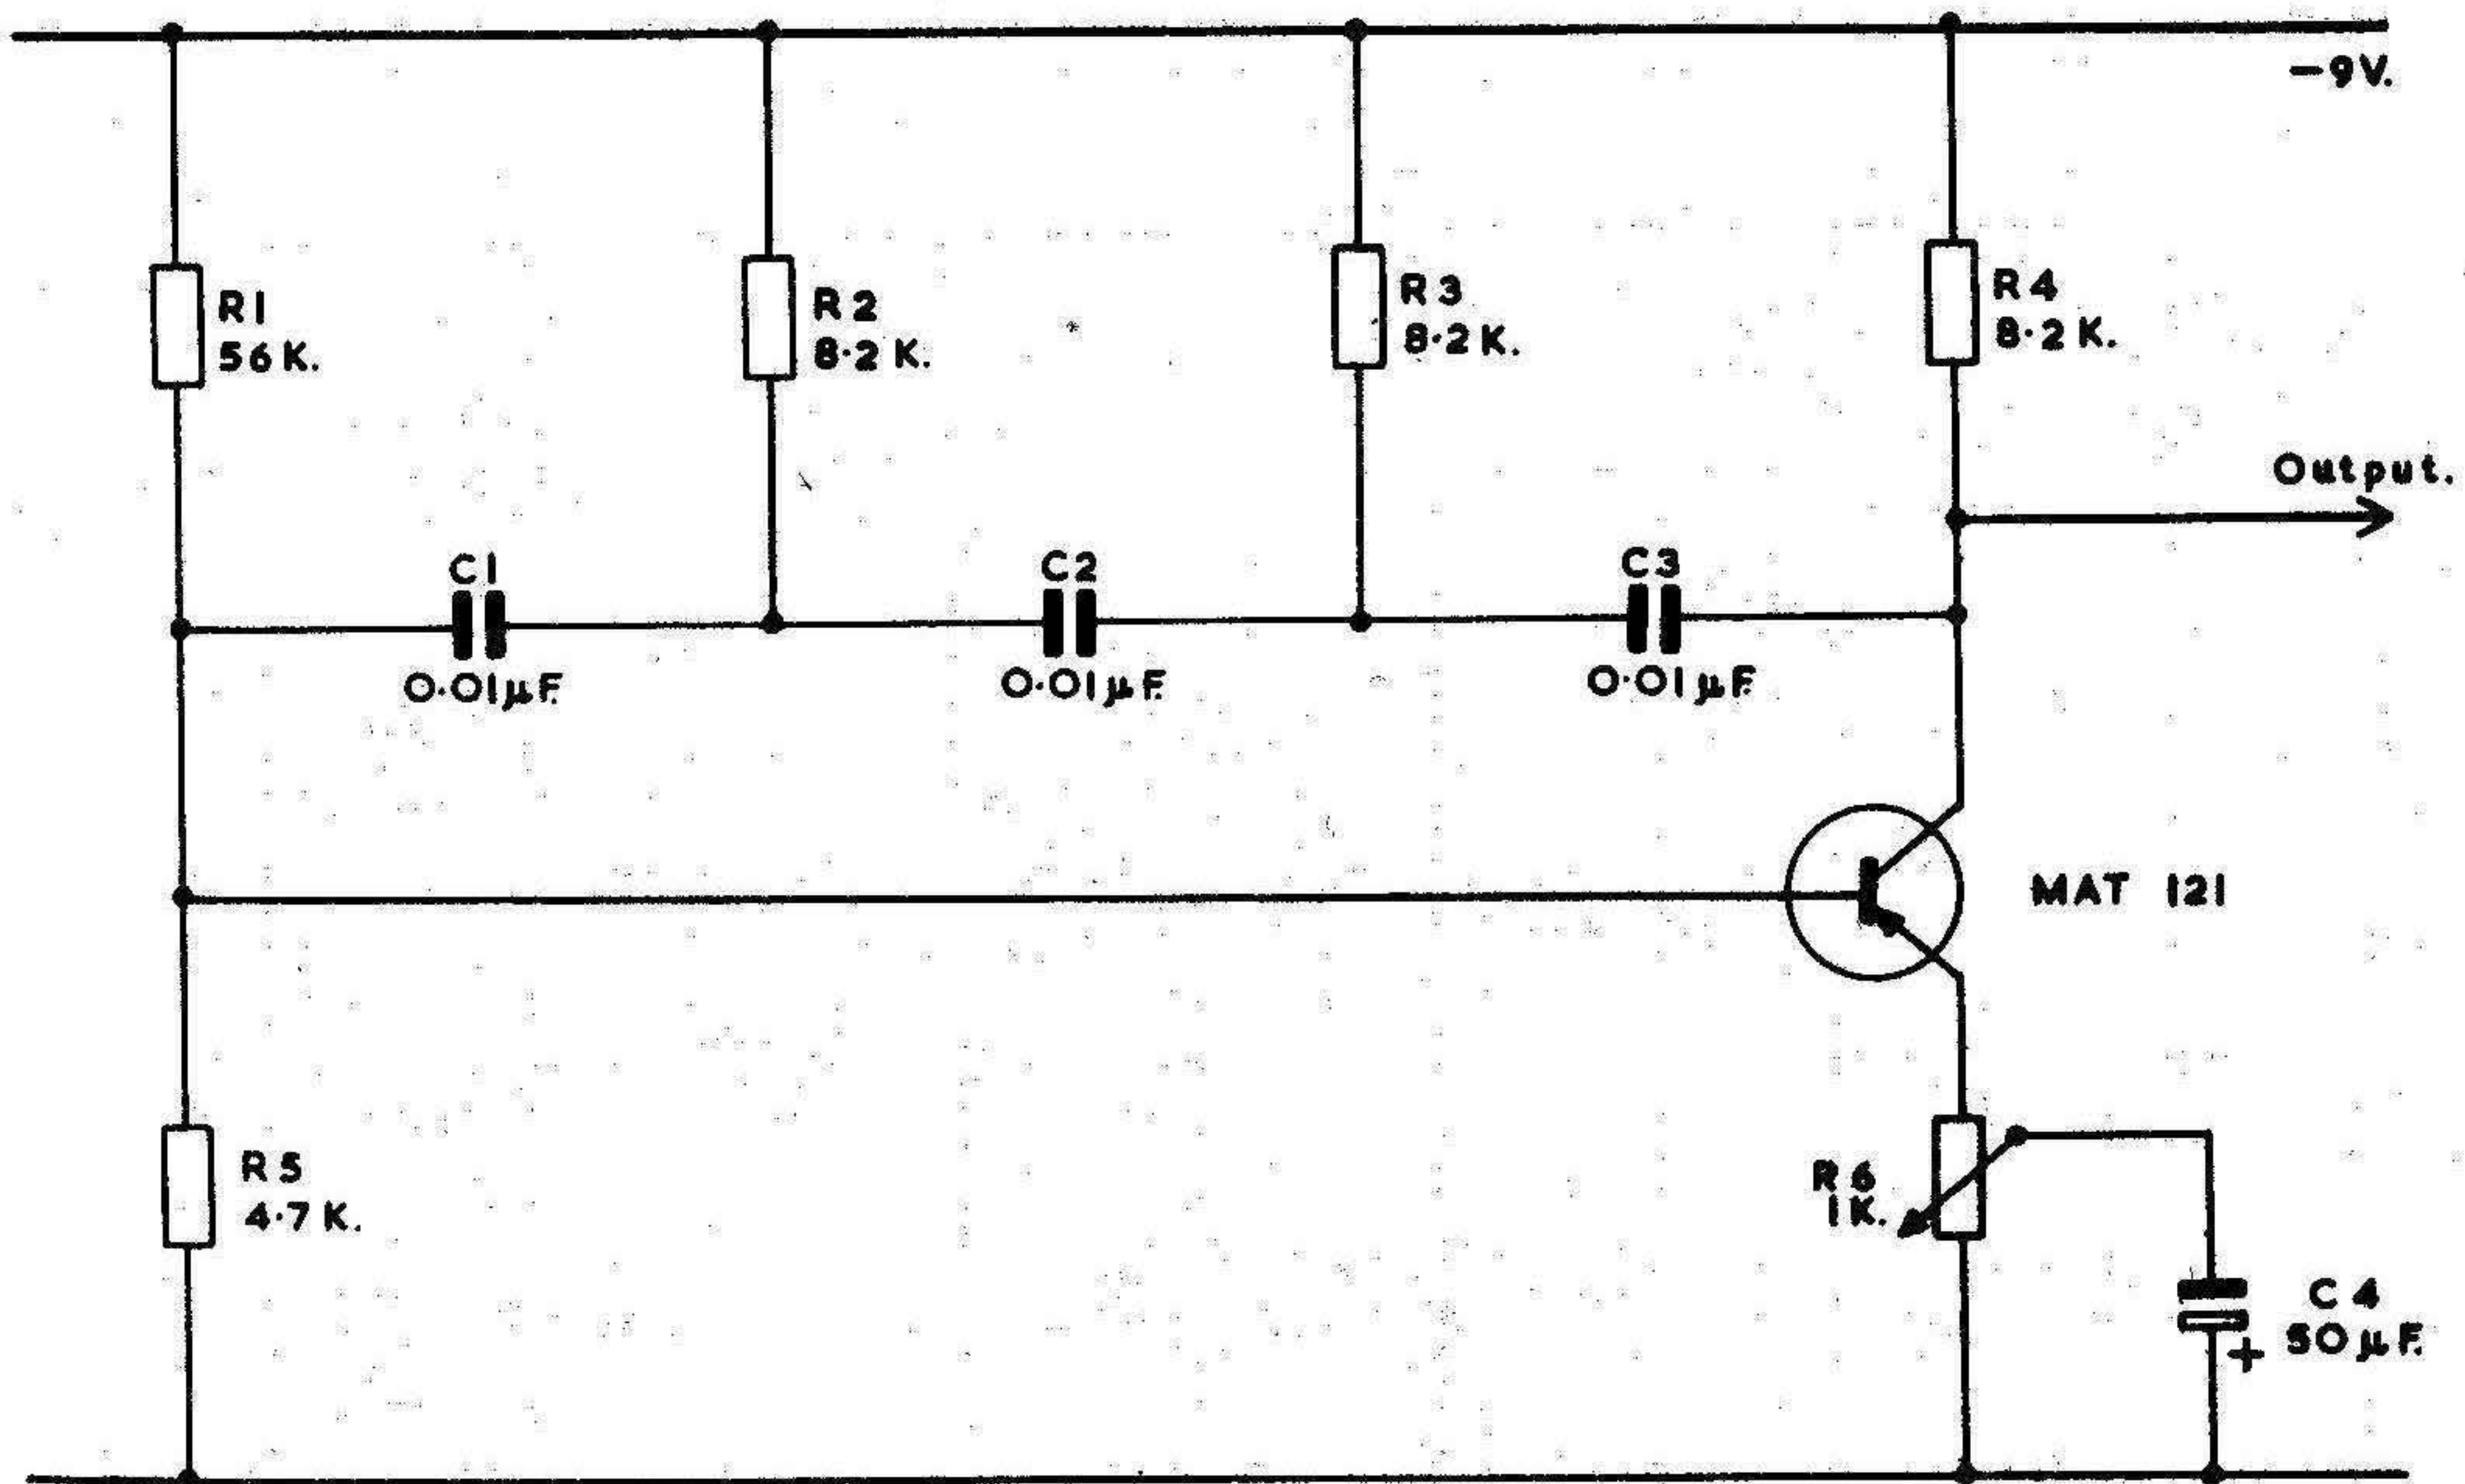 -9V.
R1
56K.
R2
8·2K.
R3
8·2K.
R4
8·2K.
Output.
C1
0·01µF.
C2
0·01µF.
C3
0·01µF.
MAT 121
R5
4·7K.
R6
1K.
C4
50µF.
+